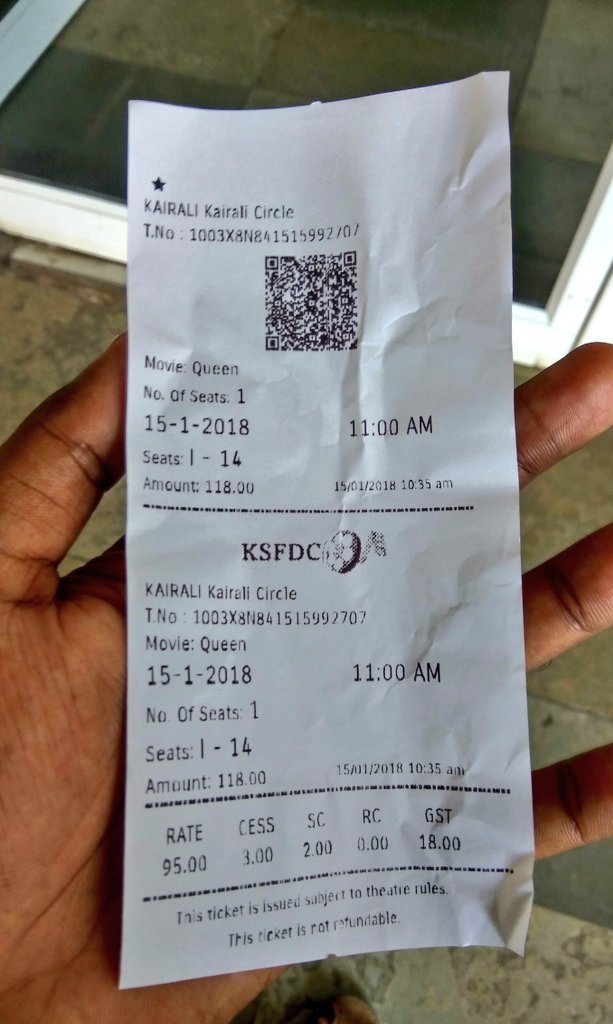 KAIRALI Kairali Circle
T.No : 1003X8N841515992707
Movie: Queen
No. Of Seats: 1
15-1-2018 11:00 AM
Seats: I - 14
Amount: 118.00 15/01/2018 10:35 am
KSFDC
KAIRALI Kairali Circle
T.No : 1003X8N841515992707
Movie: Queen
15-1-2018 11:00 AM
No. Of Seats: 1
Seats: I - 14
Amount: 118.00 15/01/2018 10:35 am
RATE CESS SC RC GST
95.00 3.00 2.00 0.00 18.00
This ticket is issued subject to theatre rules.
This ticket is not refundable.